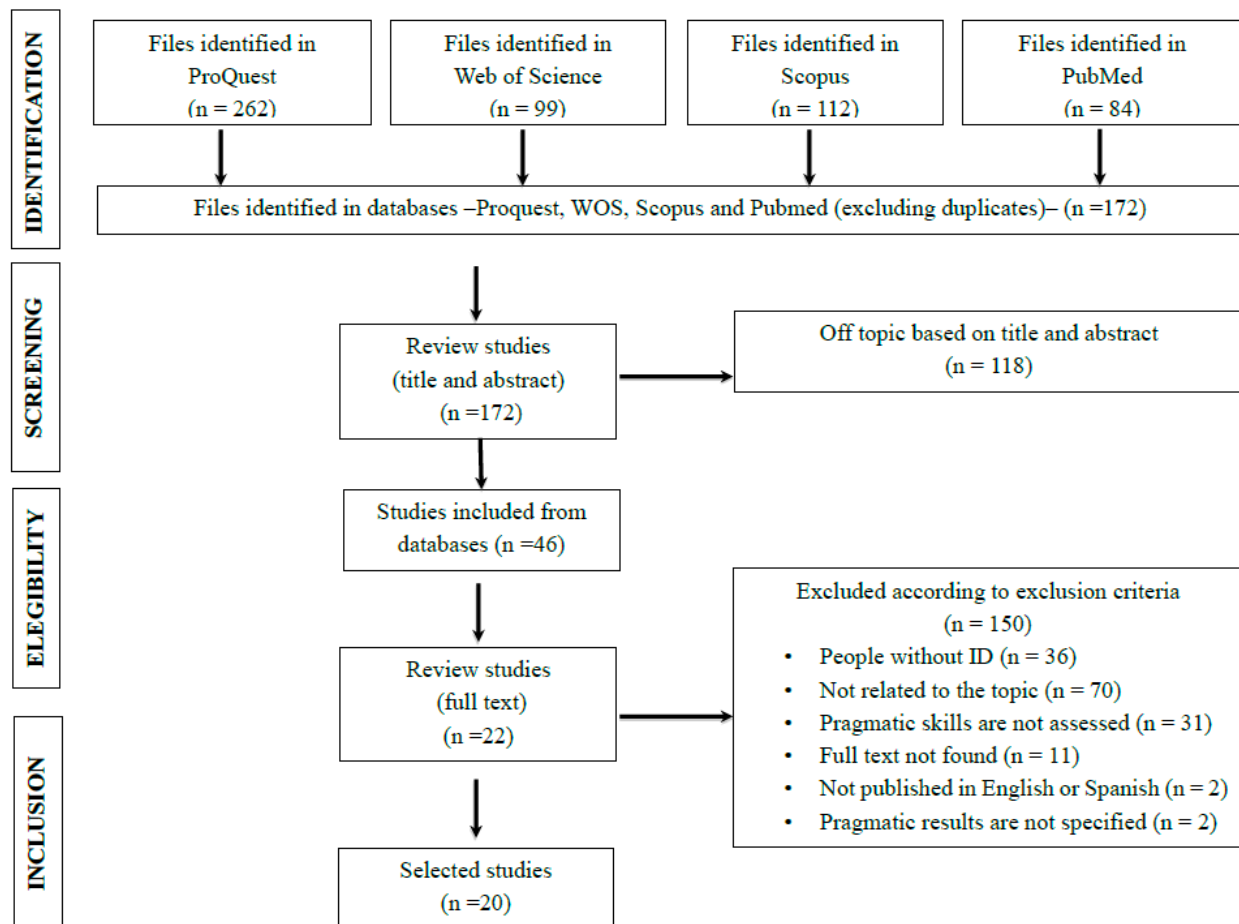 IDENTIFICATION
Files identified in
ProQuest
(n = 262)
Files identified in
Web of Science
(n = 99)
Files identified in
Scopus
(n = 112)
Files identified in
PubMed
(n = 84)
Files identified in databases –Proquest, WOS, Scopus and Pubmed (excluding duplicates)– (n =172)
SCREENING
Review studies
(title and abstract)
(n =172)
Off topic based on title and abstract
(n = 118)
ELEGIBILITY
Studies included from
databases (n =46)
Review studies
(full text)
(n =22)
Excluded according to exclusion criteria
(n = 150)
• People without ID (n = 36)
• Not related to the topic (n = 70)
• Pragmatic skills are not assessed (n = 31)
• Full text not found (n = 11)
• Not published in English or Spanish (n = 2)
• Pragmatic results are not specified (n = 2)
INCLUSION
Selected studies
(n =20)